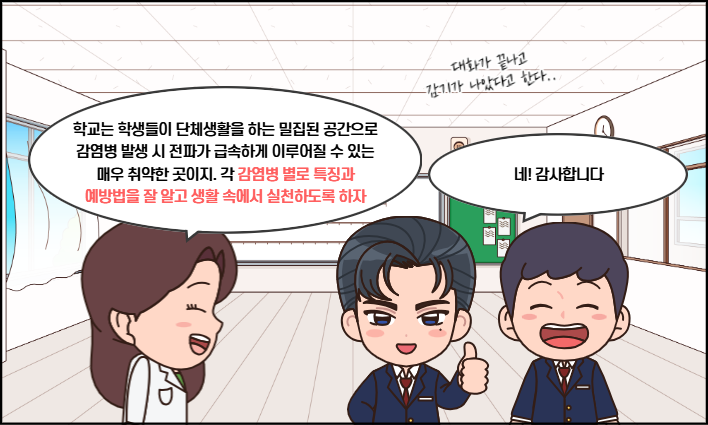 대화가 끝나고
감기가 나았다고 한다..
학교는 학생들이 단체생활을 하는 밀집된 공간으로
감염병 발생 시 전파가 급속하게 이루어질 수 있는
매우 취약한 곳이지. 각 감염병 별로 특징과
예방법을 잘 알고 생활 속에서 실천하도록 하자
네! 감사합니다